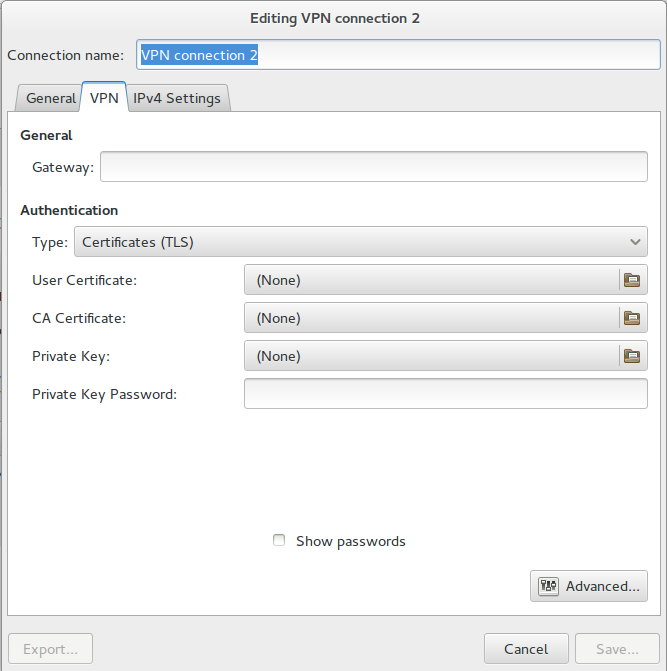 Editing VPN connection 2
Connection name: VPN connection 2
General VPN IPv4 Settings
General
Gateway:
Authentication
Type: Certificates (TLS)
User Certificate: (None)
CA Certificate: (None)
Private Key: (None)
Private Key Password:
Show passwords
Advanced...
Export... Cancel Save...